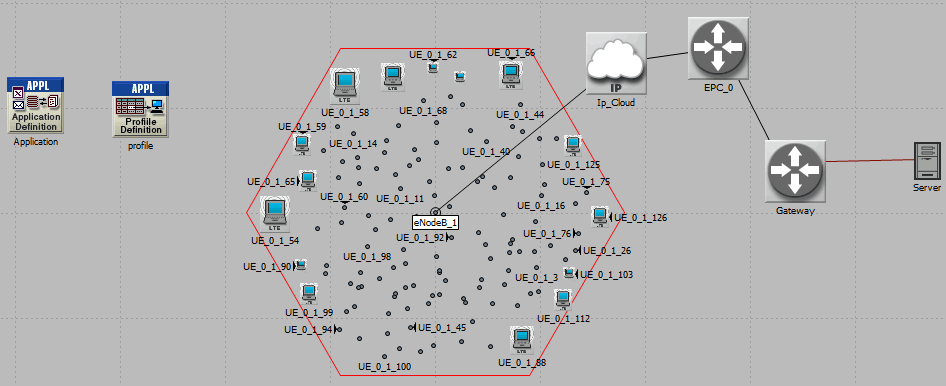 UE_0_1_62
UE_0_1_66
APPL
Application
Definition
Application
APPL
Profile
Definition
profile
LTE
UE_0_1_58
UE_0_1_68
UE_0_1_44
IP
Ip_Cloud
EPC_0
UE_0_1_59
UE_0_1_14
UE_0_1_40
UE_0_1_125
UE_0_1_65
UE_0_1_60
UE_0_1_11
UE_0_1_75
UE_0_1_16
Gateway
Server
LTE
UE_0_1_54
eNodeB_1
UE_0_1_126
UE_0_1_92
UE_0_1_76
UE_0_1_98
UE_0_1_26
UE_0_1_90
UE_0_1_3
UE_0_1_103
UE_0_1_99
UE_0_1_112
UE_0_1_94
UE_0_1_45
UE_0_1_100
UE_0_1_88